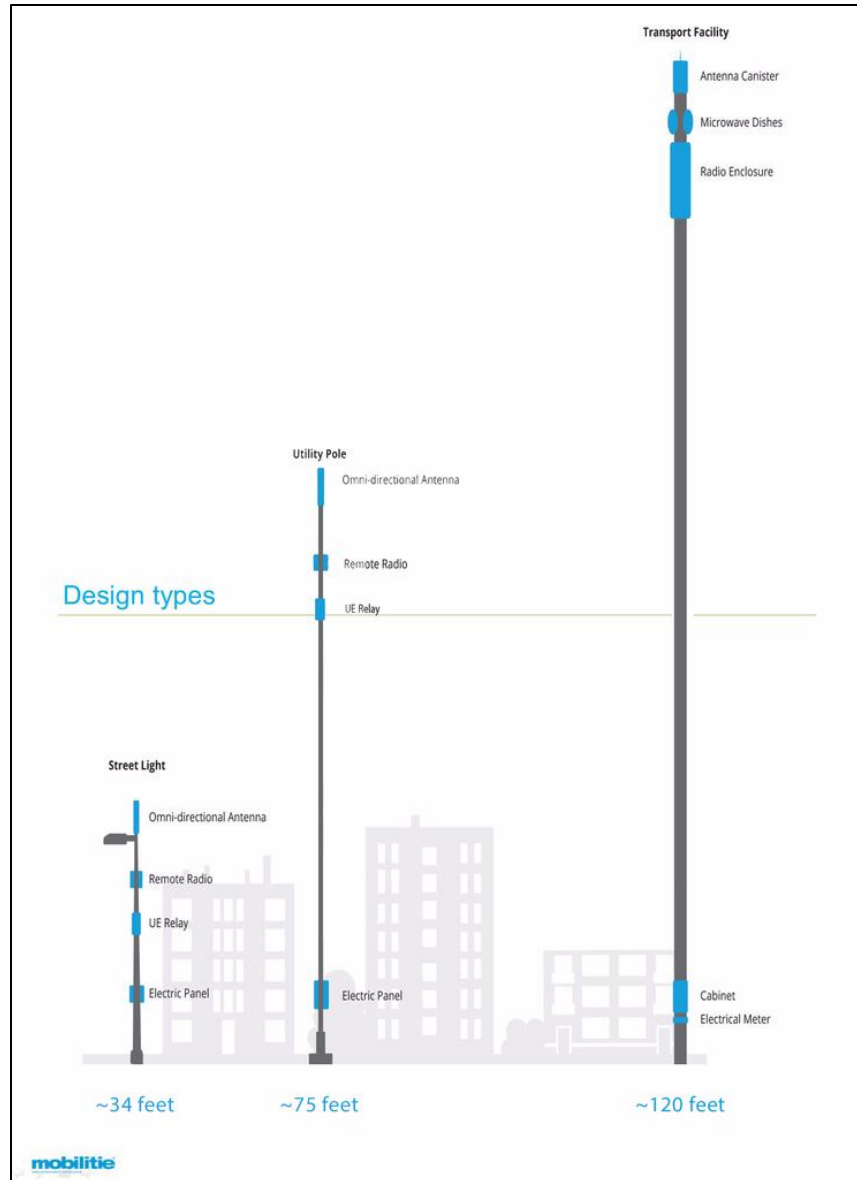 Transport Facility
Antenna Canister
Microwave Dishes
Radio Enclosure
Utility Pole
Omni-directional Antenna
Remote Radio
Design types
UE Relay
Street Light
Omni-directional Antenna
Remote Radio
UE Relay
Electric Panel
Electric Panel
Cabinet
Electrical Meter
~34 feet
~75 feet
~120 feet
mobilitie